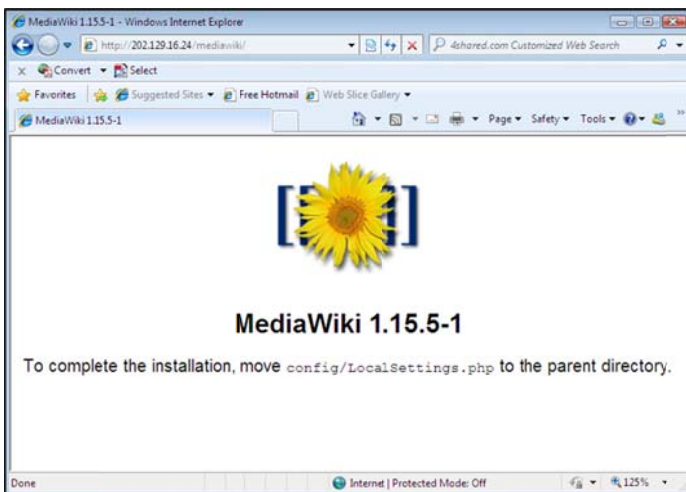 MediaWiki 1.15.5-1 - Windows Internet Explorer
http://202.129.16.24/mediawiki/
4shared.com Customized Web Search
x Convert Select
Favorites Suggested Sites Free Hotmail Web Slice Gallery
MediaWiki 1.15.5-1 Page Safety Tools »
[[ ]]
MediaWiki 1.15.5-1
To complete the installation, move config/LocalSettings.php to the parent directory.
Done Internet | Protected Mode: Off 125%